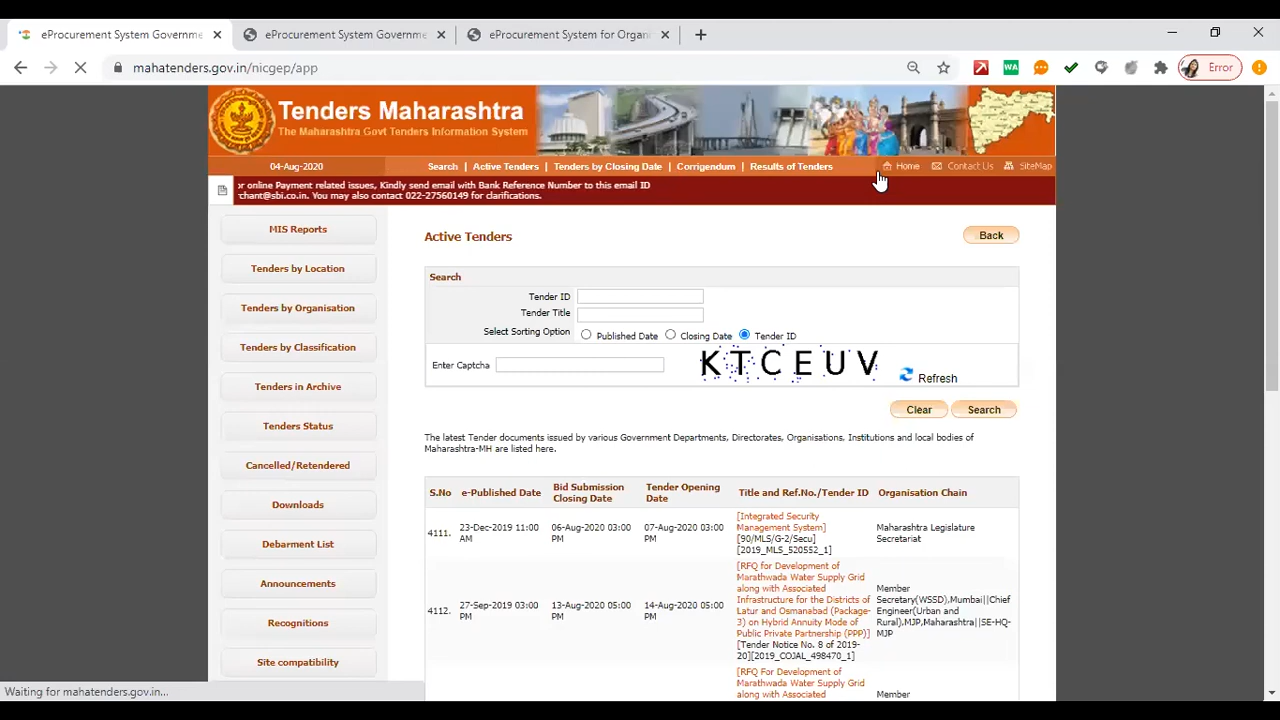 eProcurement System Governme
eProcurement System Governme
eProcurement System for Organi
mahatenders.gov.in/nicgep/app
WA
Error
Tenders Maharashtra
The Maharashtra Govt Tenders Information System
04-Aug-2020
Search
Active Tenders
Tenders by Closing Date
Corrigendum
Results of Tenders
Home
Contact Us
SiteMap
or online Payment related issues, Kindly send email with Bank Reference Number to this email ID
chant@sbi.co.in. You may also contact 022-27560149 for clarifications.
MIS Reports
Tenders by Location
Tenders by Organisation
Tenders by Classification
Tenders in Archive
Tenders Status
Cancelled/Retendered
Downloads
Debarment List
Announcements
Recognitions
Site compatibility
Active Tenders
Back
Search
Tender ID
Tender Title
Select Sorting Option
Published Date
Closing Date
Tender ID
Enter Captcha
KTCEUV
Refresh
Clear
Search
The latest Tender documents issued by various Government Departments, Directorates, Organisations, Institutions and local bodies of
Maharashtra-MH are listed here.
S.No
e-Published Date
Bid Submission
Closing Date
Tender Opening
Date
Title and Ref.No./Tender ID
Organisation Chain
4111.
23-Dec-2019 11:00
AM
06-Aug-2020 03:00
PM
07-Aug-2020 03:00
PM
[Integrated Security
Management System]
[90/MLS/G-2/Secu]
[2019_MLS_520552_1]
Maharashtra Legislature
Secretariat
4112.
27-Sep-2019 03:00
PM
13-Aug-2020 05:00
PM
14-Aug-2020 05:00
PM
[RFQ for Development of
Marathwada Water Supply Grid
along with Associated
Infrastructure for the Districts of
Latur and Osmanabad (Package-
3) on Hybrid Annuity Mode of
Public Private Partnership (PPP)]
[Tender Notice No. 8 of 2019-
20][2019_COJAL_498470_1]
Member
Secretary(WSSD),Mumbai||Chief
Engineer(Urban and
Rural),MJP,Maharashtra||SE-HQ-
MJP
[RFQ For Development of
Marathwada Water Supply Grid
along with Associated
Member
Waiting for mahatenders.gov.in...